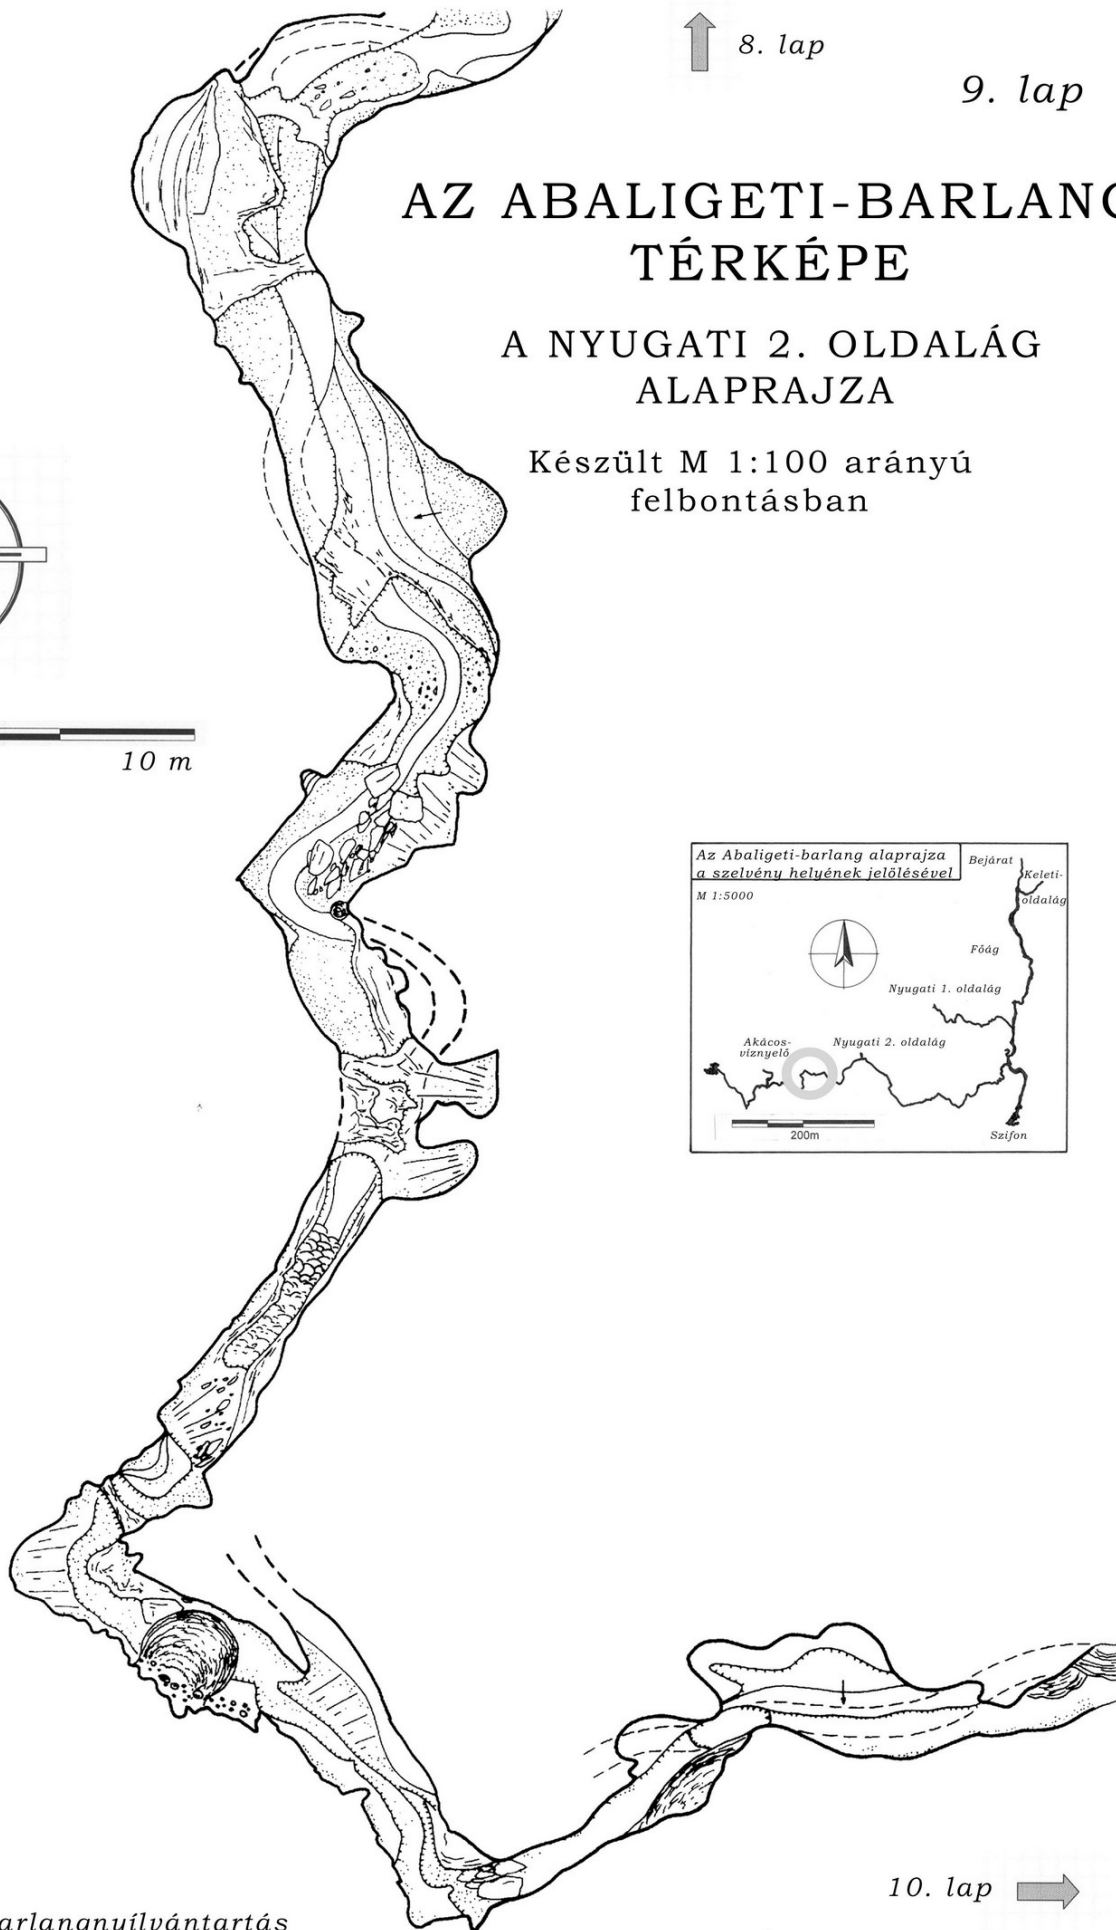 8. lap
9. lap
AZ ABALIGETI-BARLANG
TÉRKÉPE
A NYUGATI 2. OLDALÁG
ALAPRAJZA
Készült M 1:100 arányú
felbontásban
10 m
Az Abaligeti-barlang alaprajza
a szelvény helyének jelölésével
M 1:5000
Bejárat
Keleti-
oldalág
Főág
Nyugati 1. oldalág
Akácos-
víznyelő
Nyugati 2. oldalág
200m
Szifon
10. lap
arlangnyílvántartás